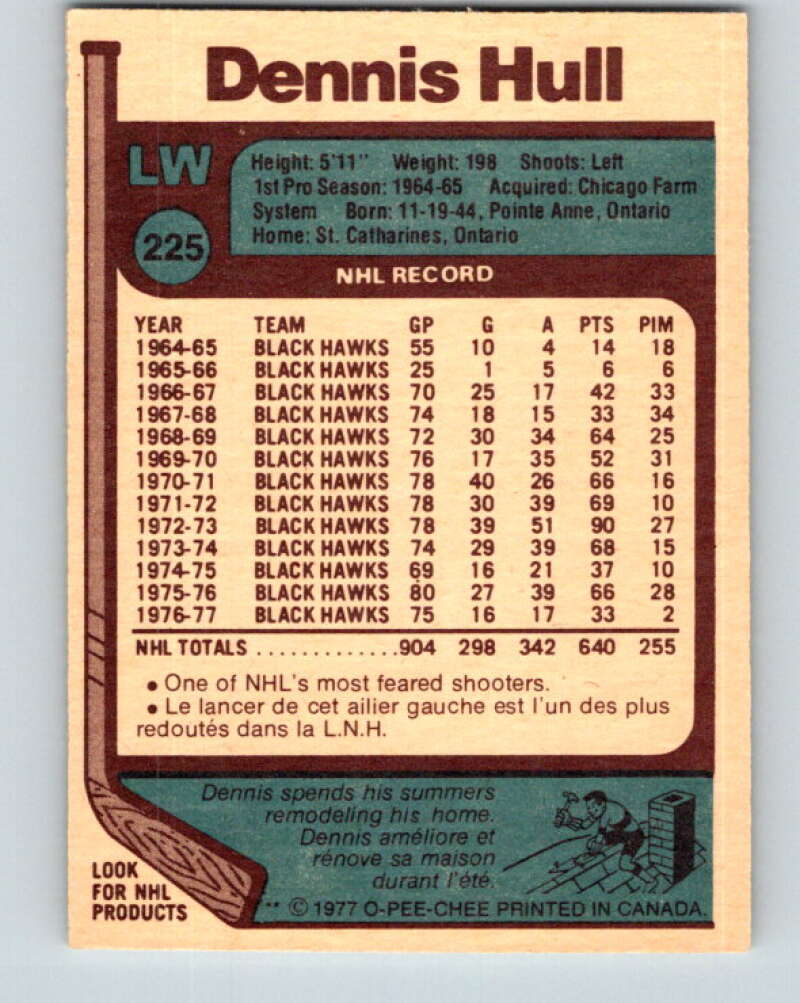 Dennis Hull
LW
Height: 5'11" Weight: 198 Shoots: Left
1st Pro Season: 1964-65 Acquired: Chicago Farm
System Born: 11-19-44, Pointe Anne, Ontario
Home: St. Catharines, Ontario
225
NHL RECORD
YEAR TEAM GP G A PTS PIM
1964-65 BLACK HAWKS 55 10 4 14 18
1965-66 BLACK HAWKS 25 1 5 6 6
1966-67 BLACK HAWKS 70 25 17 42 33
1967-68 BLACK HAWKS 74 18 15 33 34
1968-69 BLACK HAWKS 72 30 34 64 25
1969-70 BLACK HAWKS 76 17 35 52 31
1970-71 BLACK HAWKS 78 40 26 66 16
1971-72 BLACK HAWKS 78 30 39 69 10
1972-73 BLACK HAWKS 78 39 51 90 27
1973-74 BLACK HAWKS 74 29 39 68 15
1974-75 BLACK HAWKS 69 16 21 37 10
1975-76 BLACK HAWKS 80 27 39 66 28
1976-77 BLACK HAWKS 75 16 17 33 2
NHL TOTALS .............904 298 342 640 255
• One of NHL's most feared shooters.
• Le lancer de cet ailier gauche est l'un des plus
redoutés dans la L.N.H.
Dennis spends his summers
remodeling his home.
Dennis améliore et
rénove sa maison
durant l'été.
LOOK
FOR NHL
PRODUCTS
** © 1977 O-PEE-CHEE PRINTED IN CANADA.